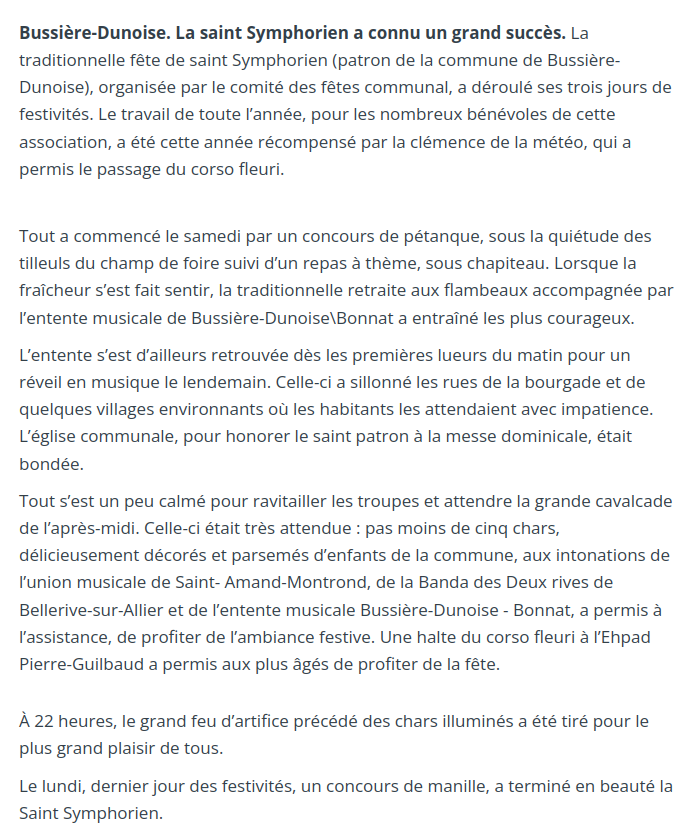 Bussière-Dunoise. La saint Symphorien a connu un grand succès. La
traditionnelle fête de saint Symphorien (patron de la commune de Bussière-
Dunoise), organisée par le comité des fêtes communal, a déroulé ses trois jours de
festivités. Le travail de toute l’année, pour les nombreux bénévoles de cette
association, a été cette année récompensé par la clémence de la météo, qui a
permis le passage du corso fleuri.
Tout a commencé le samedi par un concours de pétanque, sous la quiétude des
tilleuls du champ de foire suivi d’un repas à thème, sous chapiteau. Lorsque la
fraîcheur s’est fait sentir, la traditionnelle retraite aux flambeaux accompagnée par
l’entente musicale de Bussière-Dunoise\Bonnat a entraîné les plus courageux.
L’entente s’est d’ailleurs retrouvée dès les premières lueurs du matin pour un
réveil en musique le lendemain. Celle-ci a sillonné les rues de la bourgade et de
quelques villages environnants où les habitants les attendaient avec impatience.
L’église communale, pour honorer le saint patron à la messe dominicale, était
bondée.
Tout s’est un peu calmé pour ravitailler les troupes et attendre la grande cavalcade
de l’après-midi. Celle-ci était très attendue : pas moins de cinq chars,
délicieusement décorés et parsemés d’enfants de la commune, aux intonations de
l’union musicale de Saint- Amand-Montrond, de la Banda des Deux rives de
Bellerive-sur-Allier et de l’entente musicale Bussière-Dunoise - Bonnat, a permis à
l’assistance, de profiter de l’ambiance festive. Une halte du corso fleuri à l’Ehpad
Pierre-Guilbaud a permis aux plus âgés de profiter de la fête.
À 22 heures, le grand feu d’artifice précédé des chars illuminés a été tiré pour le
plus grand plaisir de tous.
Le lundi, dernier jour des festivités, un concours de manille, a terminé en beauté la
Saint Symphorien.